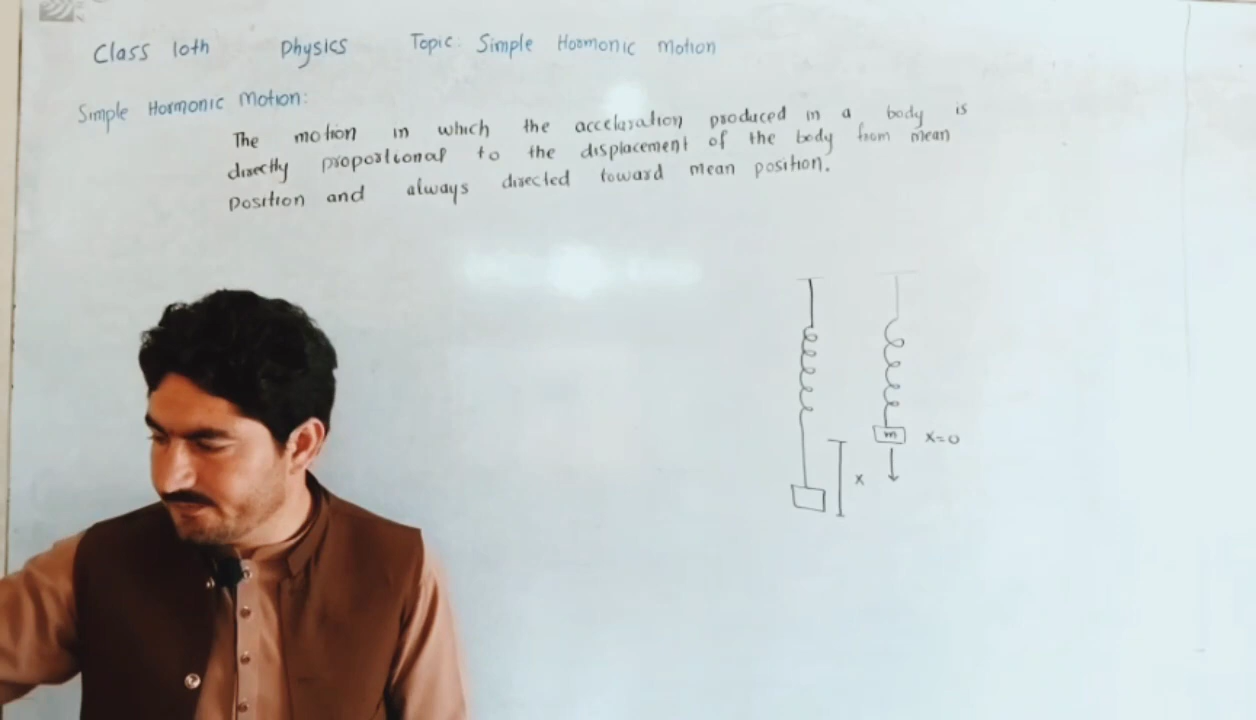 Class 10th Physics Topic: Simple Hormonic motion
Simple Hormonic Motion:
The motion in which the accelaration produced in a body is
directly proportional to the displacement of the body from mean
Position and always directed toward mean position.
m x=0
x